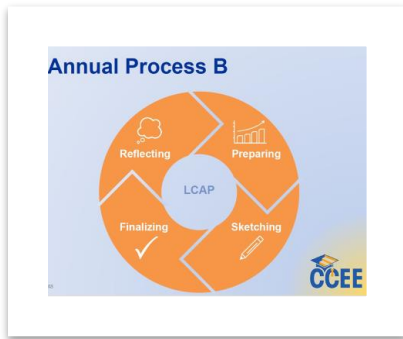 Annual Process B
Reflecting
Preparing
LCAP
Finalizing
Sketching
CCEE